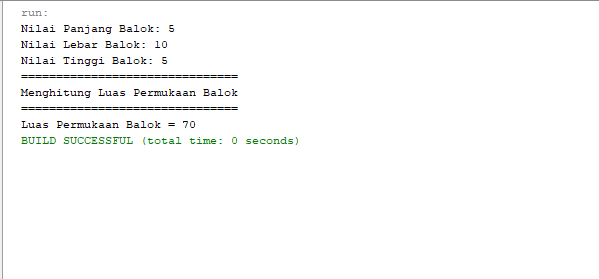 run:
Nilai Panjang Balok: 5
Nilai Lebar Balok: 10
Nilai Tinggi Balok: 5
===============================
Menghitung Luas Permukaan Balok
===============================
Luas Permukaan Balok = 70
BUILD SUCCESSFUL (total time: 0 seconds)